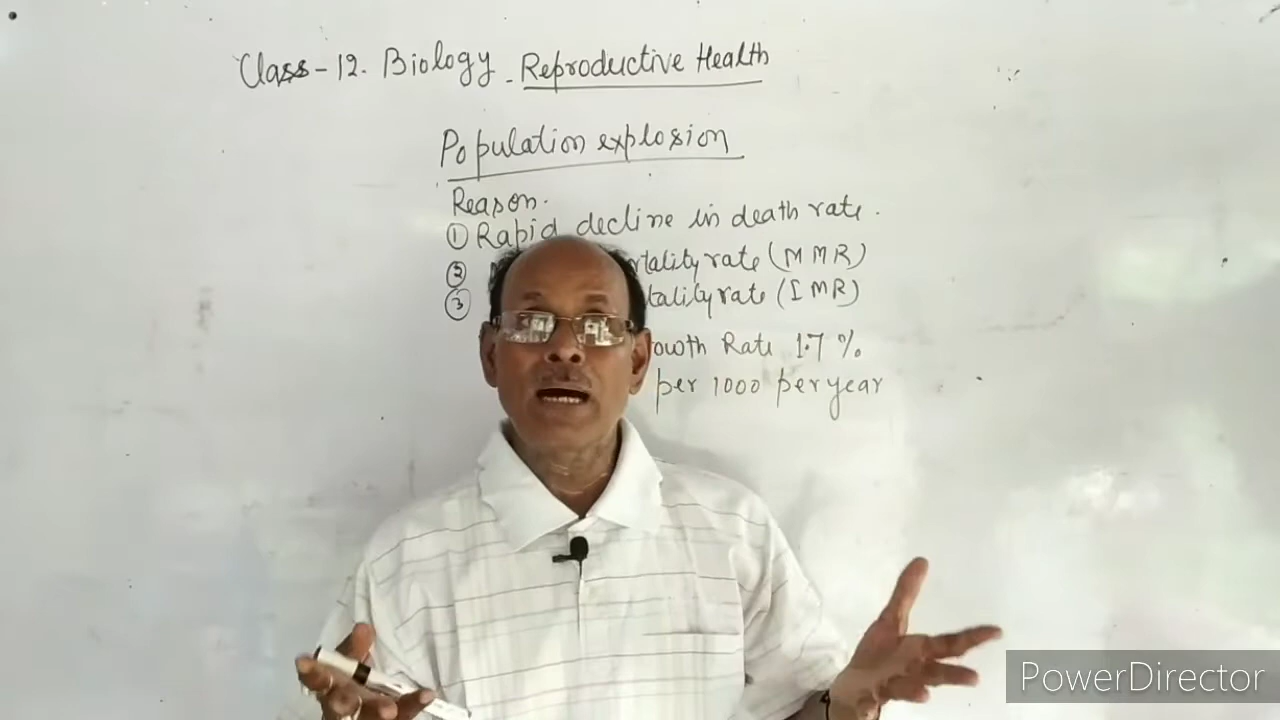 Class - 12. Biology - Reproductive Health
Population explosion
Reason.
① Rapid decline in death rate.
② rtality rate (MMR)
③ tality rate (IMR)
owth Rate 1.7 %
per 1000 per year
PowerDirector